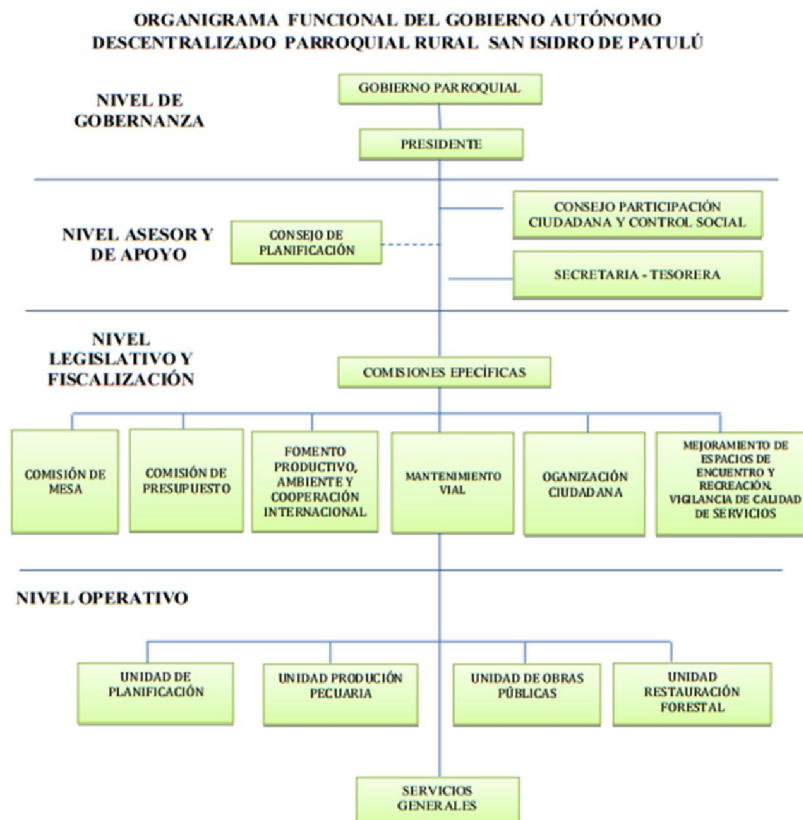 ORGANIGRAMA FUNCIONAL DEL GOBIERNO AUTÓNOMO
DESCENTRALIZADO PARROQUIAL RURAL SAN ISIDRO DE PATULÚ
NIVEL DE
GOBERNANZA
GOBIERNO PARROQUIAL
PRESIDENTE
NIVEL ASESOR Y
DE APOYO
CONSEJO DE
PLANIFICACIÓN
CONSEJO PARTICIPACIÓN
CIUDADANA Y CONTROL SOCIAL
SECRETARIA - TESORERA
NIVEL
LEGISLATIVO Y
FISCALIZACIÓN
COMISIONES EPECÍFICAS
COMISIÓN DE
MESA
COMISIÓN DE
PRESUPUESTO
FOMENTO
PRODUCTIVO,
AMBIENTE Y
COOPERACIÓN
INTERNACIONAL
MANTENIMIENTO
VIAL
OGANIZACIÓN
CIUDADANA
MEJORAMIENTO DE
ESPACIOS DE
ENCUENTRO Y
RECREACIÓN.
VIGILANCIA DE CALIDAD
DE SERVICIOS
NIVEL OPERATIVO
UNIDAD DE
PLANIFICACIÓN
UNIDAD PRODUCIÓN
PECUARIA
UNIDAD DE OBRAS
PÚBLICAS
UNIDAD
RESTAURACIÓN
FORESTAL
SERVICIOS
GENERALES